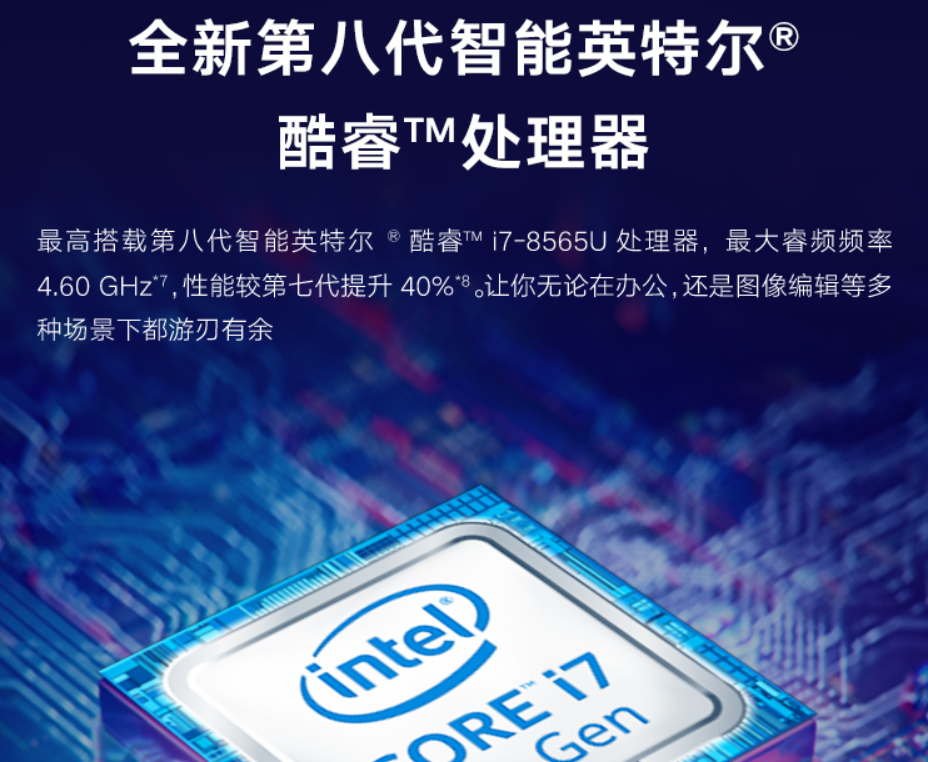 全新第八代智能英特尔®
酷睿™处理器
最高搭载第八代智能英特尔 ® 酷睿™ i7-8565U 处理器，最大睿频频率
4.60 GHz*7，性能较第七代提升 40%*8。让你无论在办公，还是图像编辑等多
种场景下都游刃有余
intel®
CORE™ i7
Gen